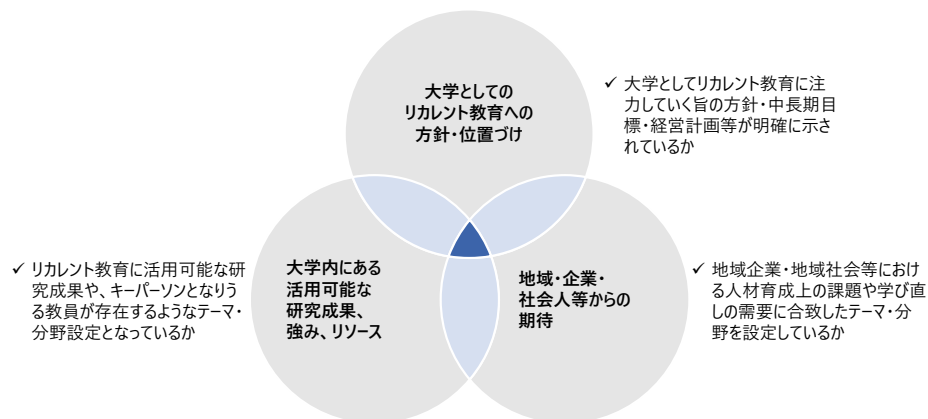 大学としての
リカレント教育への
方針・位置づけ
✓ 大学としてリカレント教育に注
力していく旨の方針・中長期目
標・経営計画等が明確に示さ
れているか
✓ リカレント教育に活用可能な研
究成果や、キーパーソンとなりう
る教員が存在するようなテーマ・
分野設定となっているか
大学内にある
活用可能な
研究成果、
強み、リソース
地域・企業・
社会人等からの
期待
✓ 地域企業・地域社会等におけ
る人材育成上の課題や学び直
しの需要に合致したテーマ・分
野を設定しているか